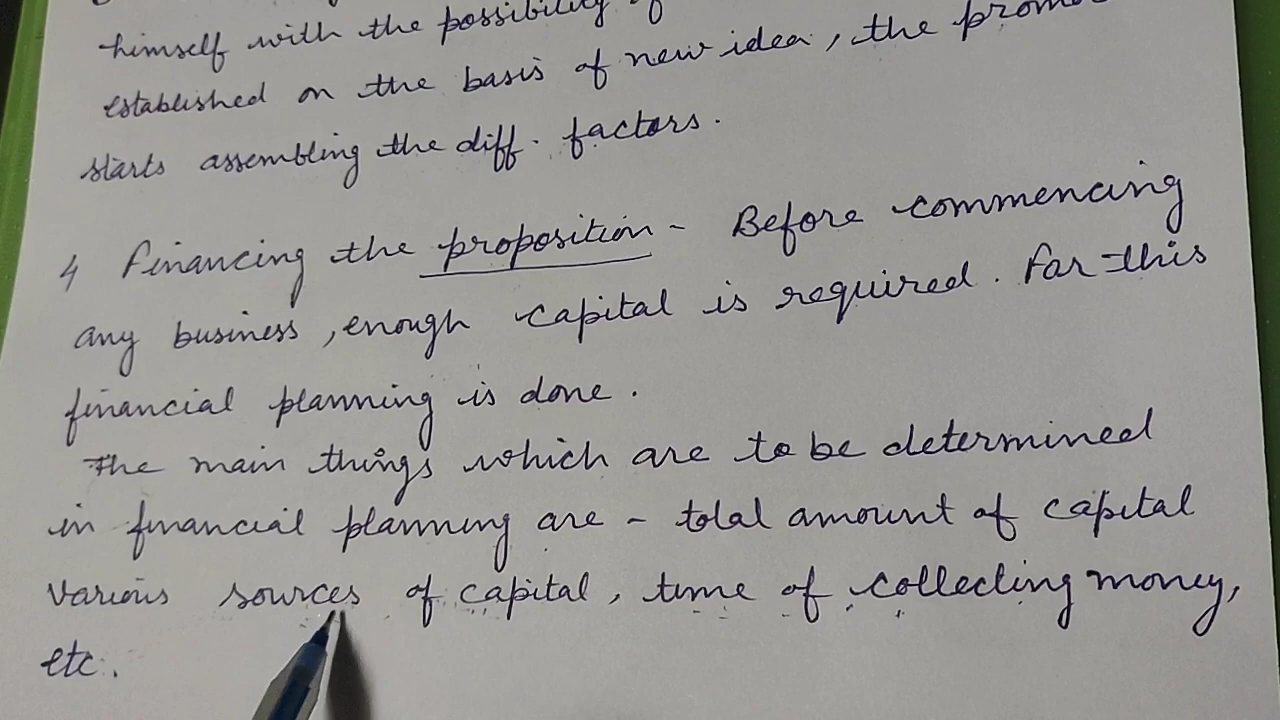 himself with the possibility of
established on the basis of new idea, the
starts assembling the diff. factors.
4 Financing the proposition - Before commencing
any business, enough capital is required. For this
financial planning is done.
The main things which are to be determined
in financial planning are - total amount of capital
various sources of capital, time of collecting money,
etc.